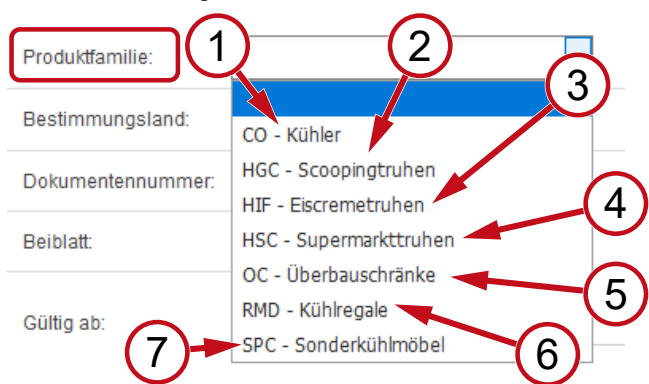 Produktfamilie:
1
2
3
Bestimmungsland:
CO - Kühler
Dokumentennummer:
HGC - Scoopingtruhen
HIF - Eiscremetruhen
4
Beiblatt:
HSC - Supermarkttruhen
OC - Überbauschränke
5
Gültig ab:
RMD - Kühlregale
6
7
SPC - Sonderkühlmöbel